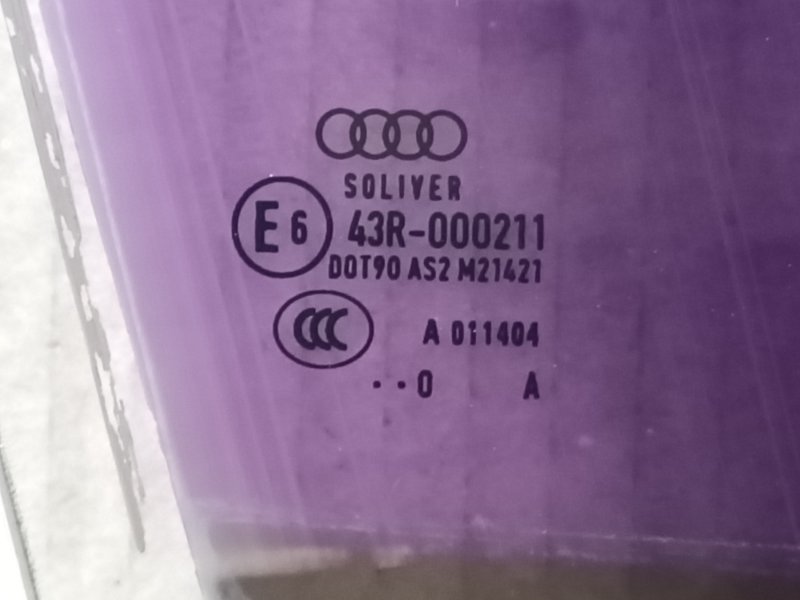 SOLIVER
E6 43R-000211
DOT90 AS2 M21421
CCC A 011404
..0 A